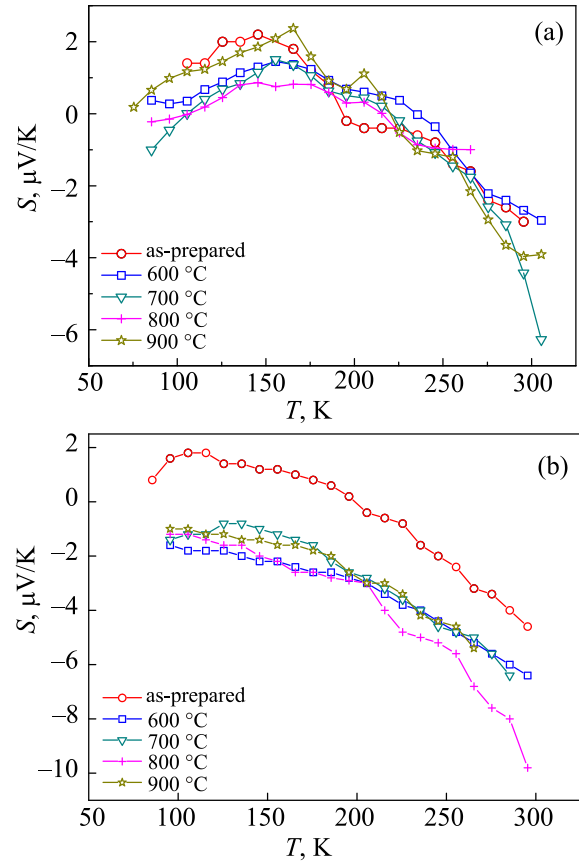 (a)
2
0
–2
–4
–6
S, µV/K
as-prepared
600 °C
700 °C
800 °C
900 °C
50 100 150 200 250 300
T, K
(b)
2
0
–2
–4
–6
–8
–10
S, µV/K
as-prepared
600 °C
700 °C
800 °C
900 °C
50 100 150 200 250 300
T, K